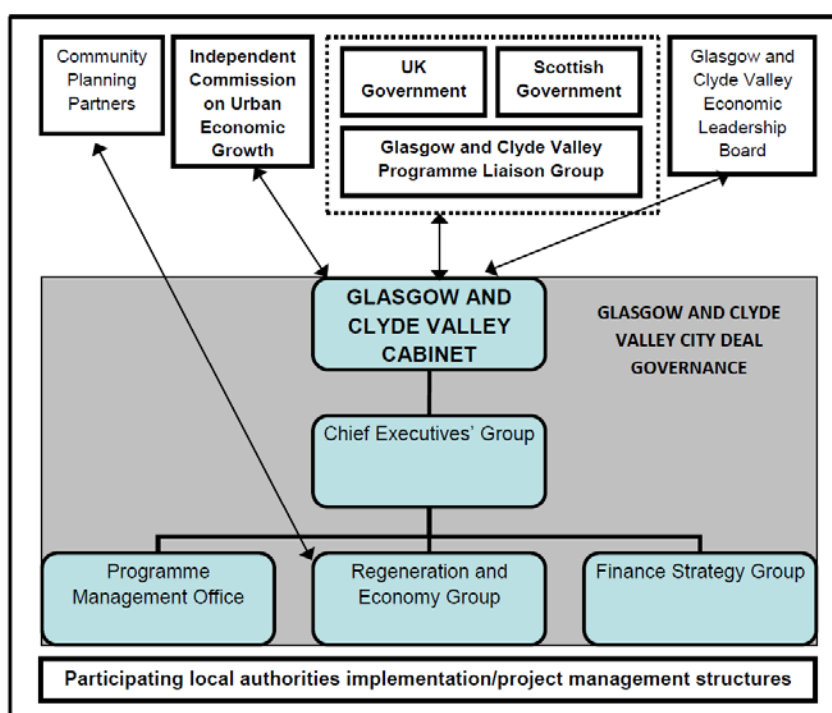 Community
Planning
Partners
Independent
Commission
on Urban
Economic
Growth
UK
Government
Scottish
Government
Glasgow and Clyde Valley
Programme Liaison Group
Glasgow and
Clyde Valley
Economic
Leadership
Board
GLASGOW AND
CLYDE VALLEY
CABINET
GLASGOW AND CLYDE
VALLEY CITY DEAL
GOVERNANCE
Chief Executives' Group
Programme
Management Office
Regeneration and
Economy Group
Finance Strategy Group
Participating local authorities implementation/project management structures